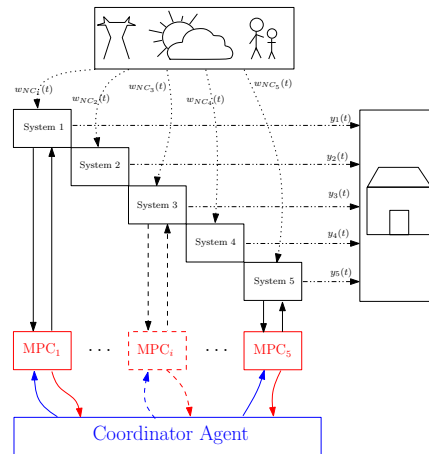 w_{NC_1}(t)
w_{NC_2}(t)
w_{NC_3}(t)
w_{NC_4}(t)
w_{NC_5}(t)
System 1
y_1(t)
System 2
y_2(t)
System 3
y_3(t)
System 4
y_4(t)
System 5
y_5(t)
MPC_1
. . .
MPC_i
. . .
MPC_5
Coordinator Agent